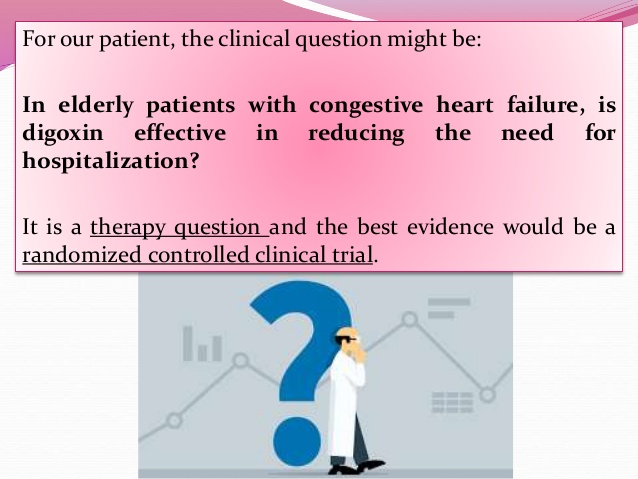 For our patient, the clinical question might be:
In elderly patients with congestive heart failure, is
digoxin effective in reducing the need for
hospitalization?
It is a therapy question and the best evidence would be a
randomized controlled clinical trial.